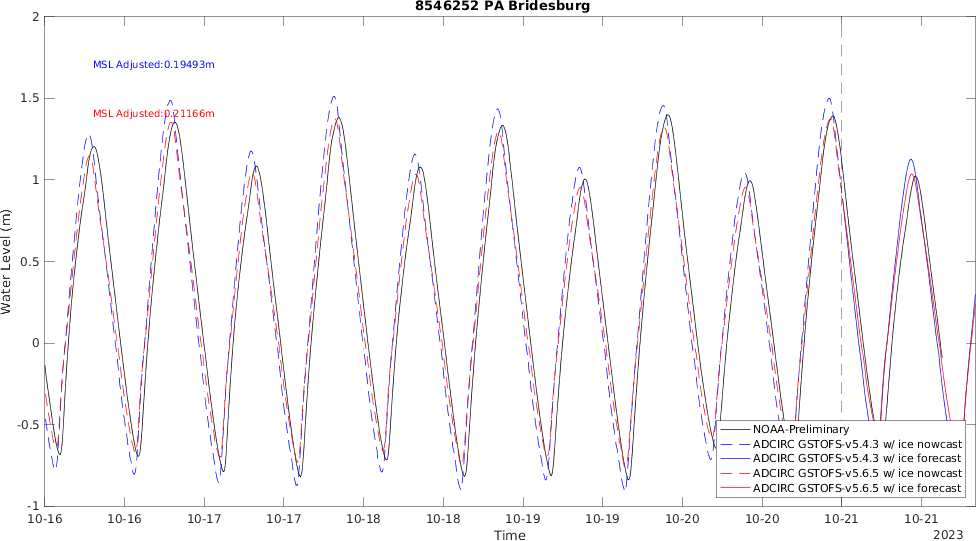 8546252 PA Bridesburg
2
1.5
1
0.5
0
-0.5
-1
Water Level (m)
MSL Adjusted:0.19493m
MSL Adjusted:0.21166m
NOAA-Preliminary
ADCIRC GSTOFS-v5.4.3 w/ ice nowcast
ADCIRC GSTOFS-v5.4.3 w/ ice forecast
ADCIRC GSTOFS-v5.6.5 w/ ice nowcast
ADCIRC GSTOFS-v5.6.5 w/ ice forecast
10-16 10-16 10-17 10-17 10-18 10-18 10-19 10-19 10-20 10-20 10-21 10-21
Time
2023